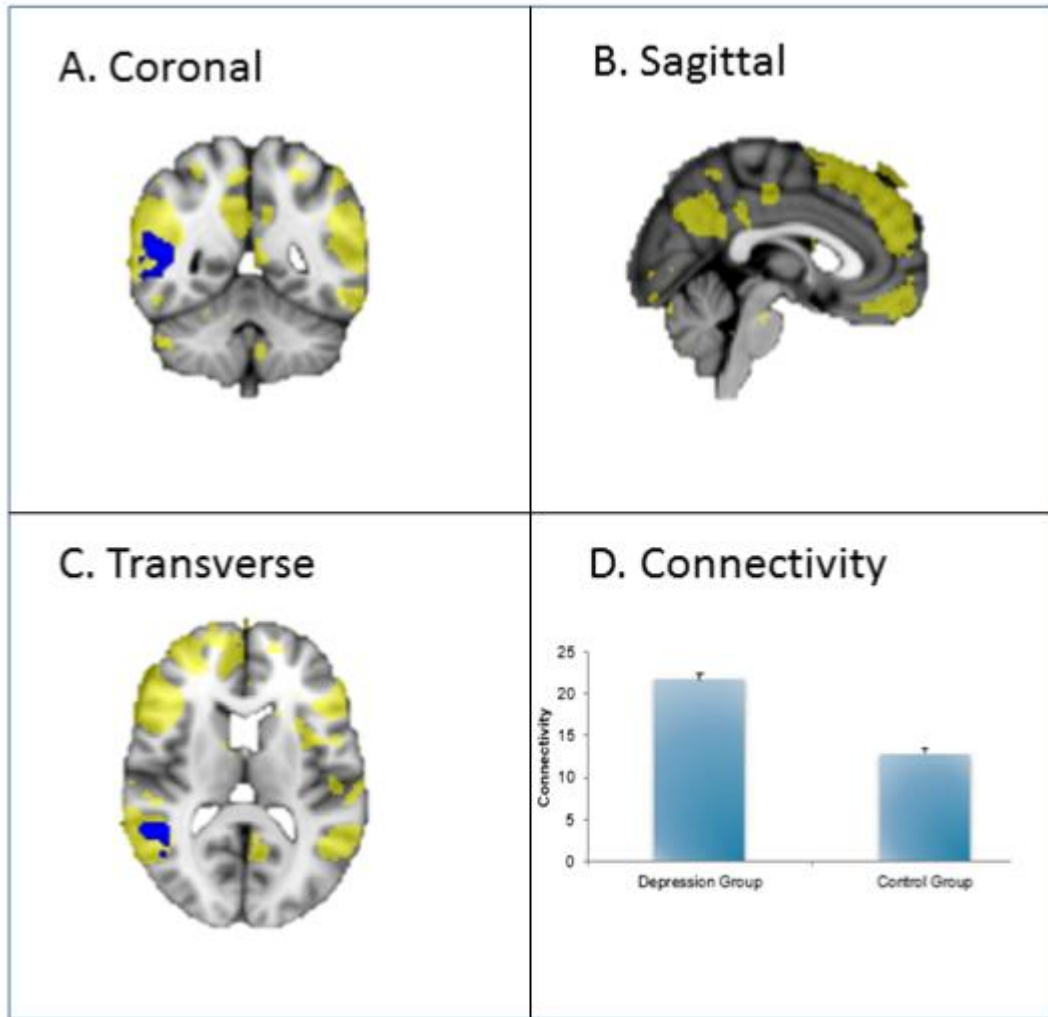 A. Coronal
B. Sagittal
C. Transverse
D. Connectivity
Connectivity
25
20
15
10
5
0
Depression Group
Control Group